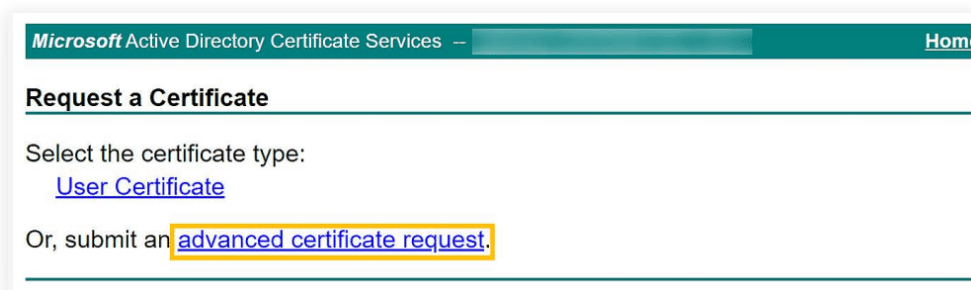 Microsoft Active Directory Certificate Services -- Home
Request a Certificate
Select the certificate type:
User Certificate
Or, submit an advanced certificate request.